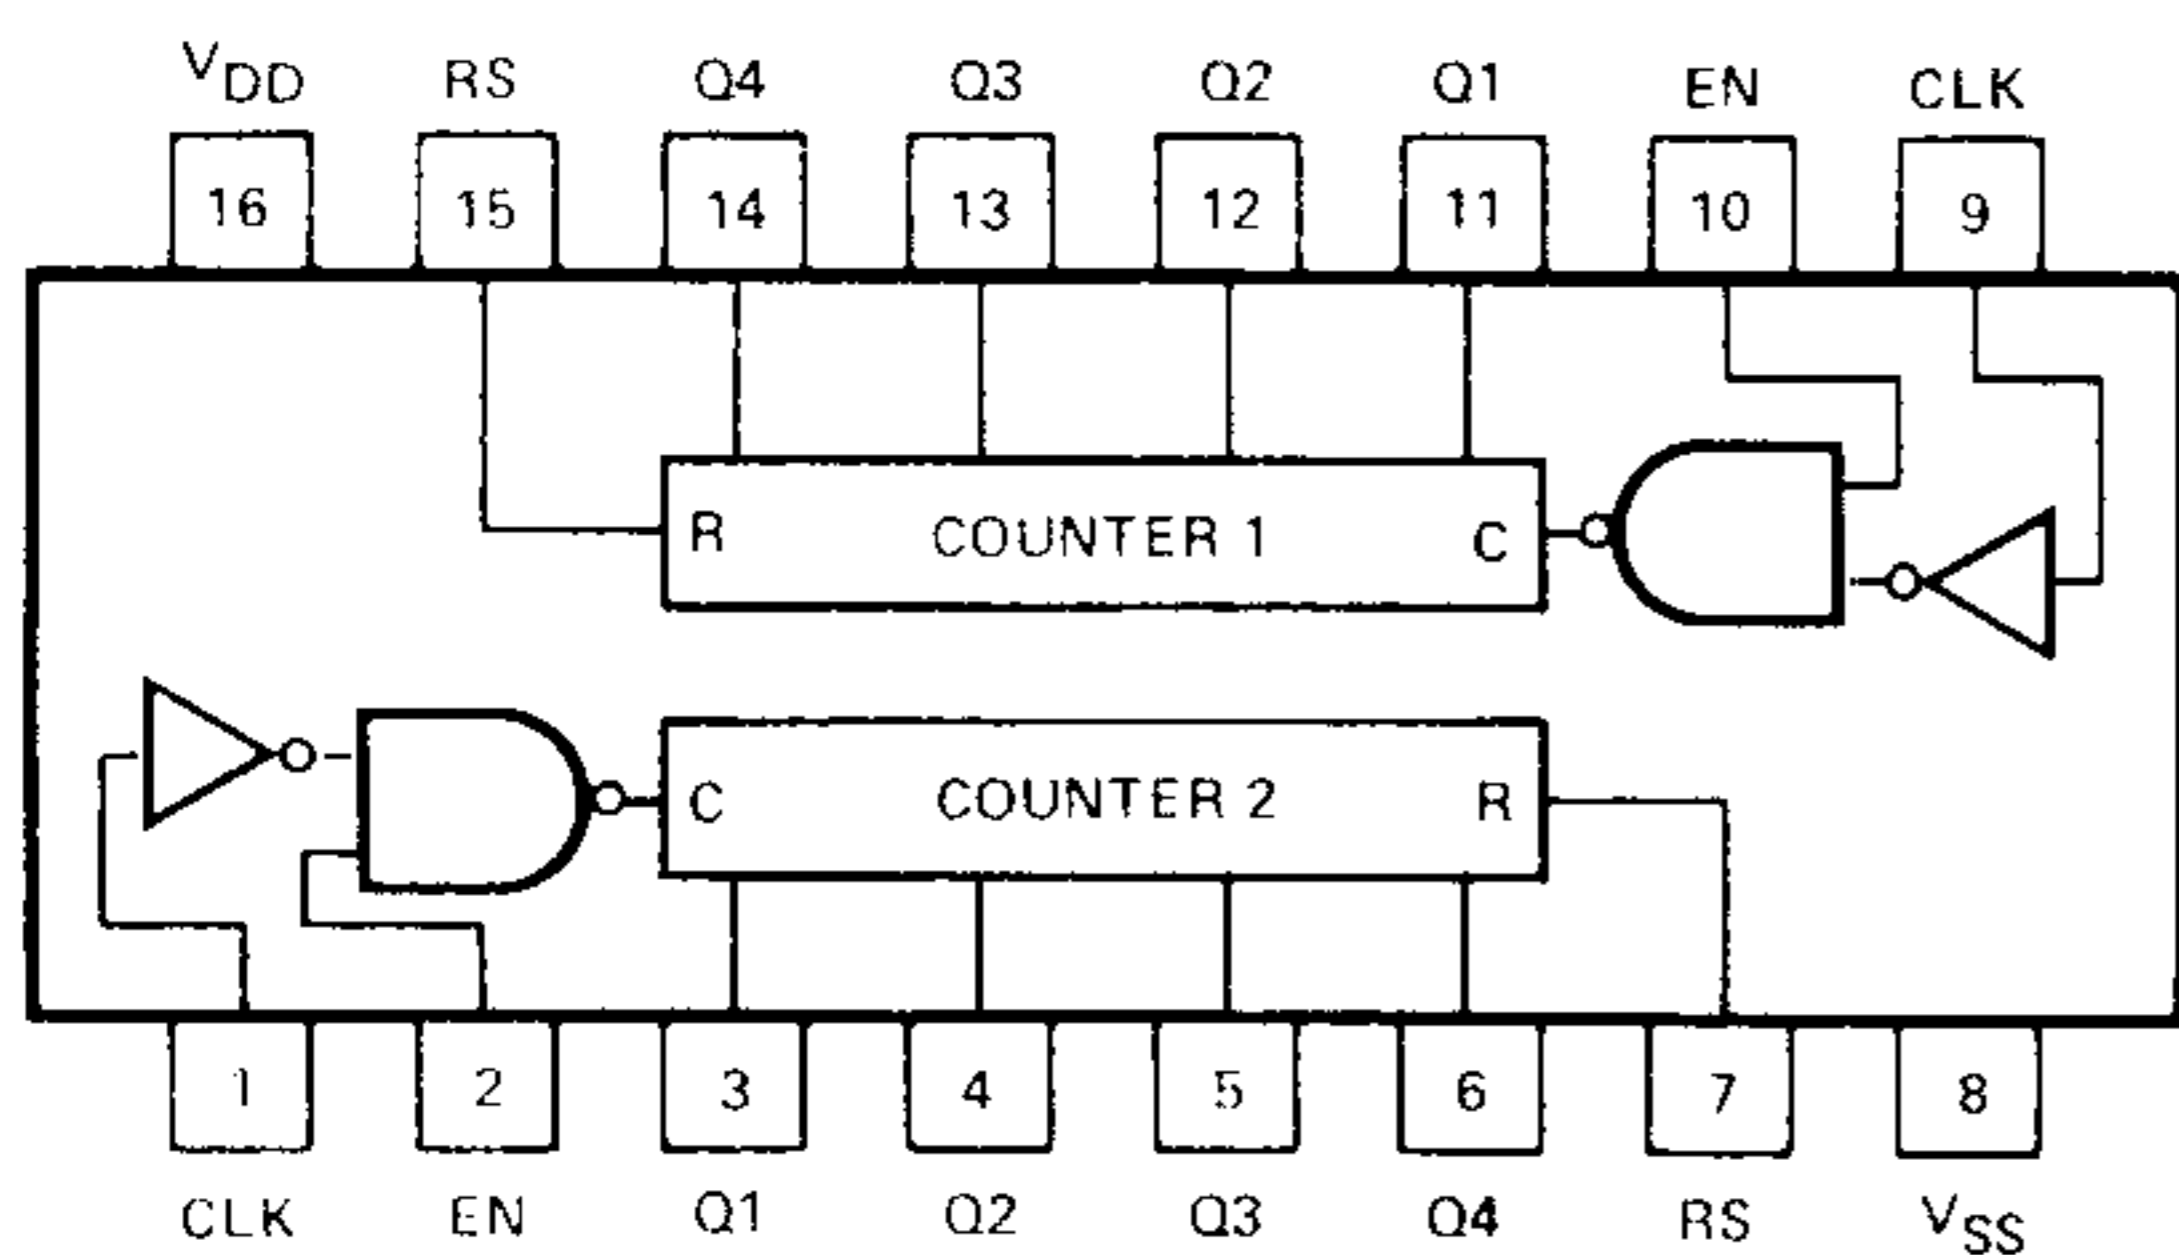 VDD RS Q4 Q3 Q2 Q1 EN CLK
16 15 14 13 12 11 10 9
R COUNTER 1 C
C COUNTER 2 R
1 2 3 4 5 6 7 8
CLK EN Q1 Q2 Q3 Q4 RS VSS